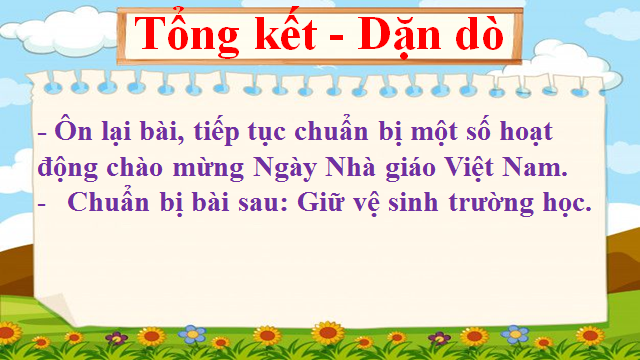 Tổng kết - Dặn dò
- Ôn lại bài, tiếp tục chuẩn bị một số hoạt
động chào mừng Ngày Nhà giáo Việt Nam.
- Chuẩn bị bài sau: Giữ vệ sinh trường học.